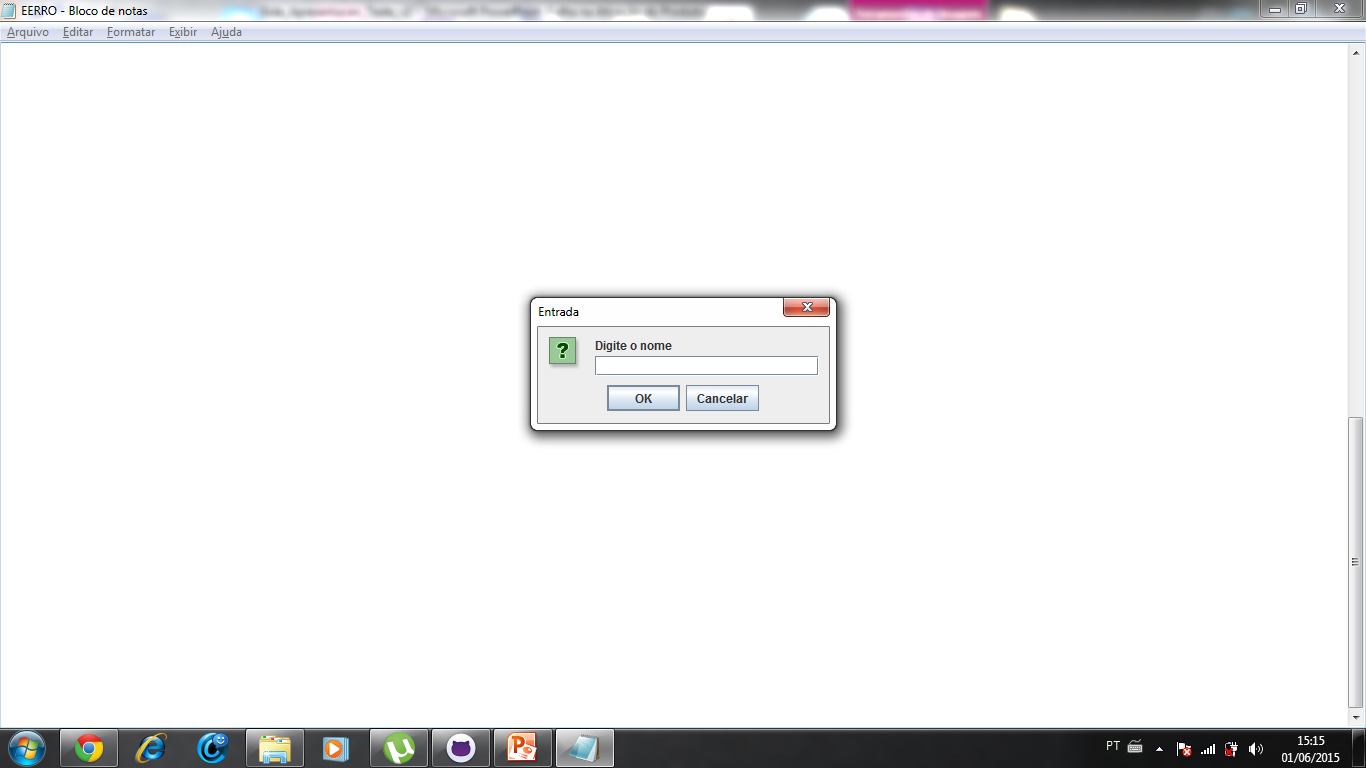 EERRO - Bloco de notas
Arquivo Editar Formatar Exibir Ajuda
Entrada
Digite o nome
OK Cancelar
PT
15:15
01/06/2015